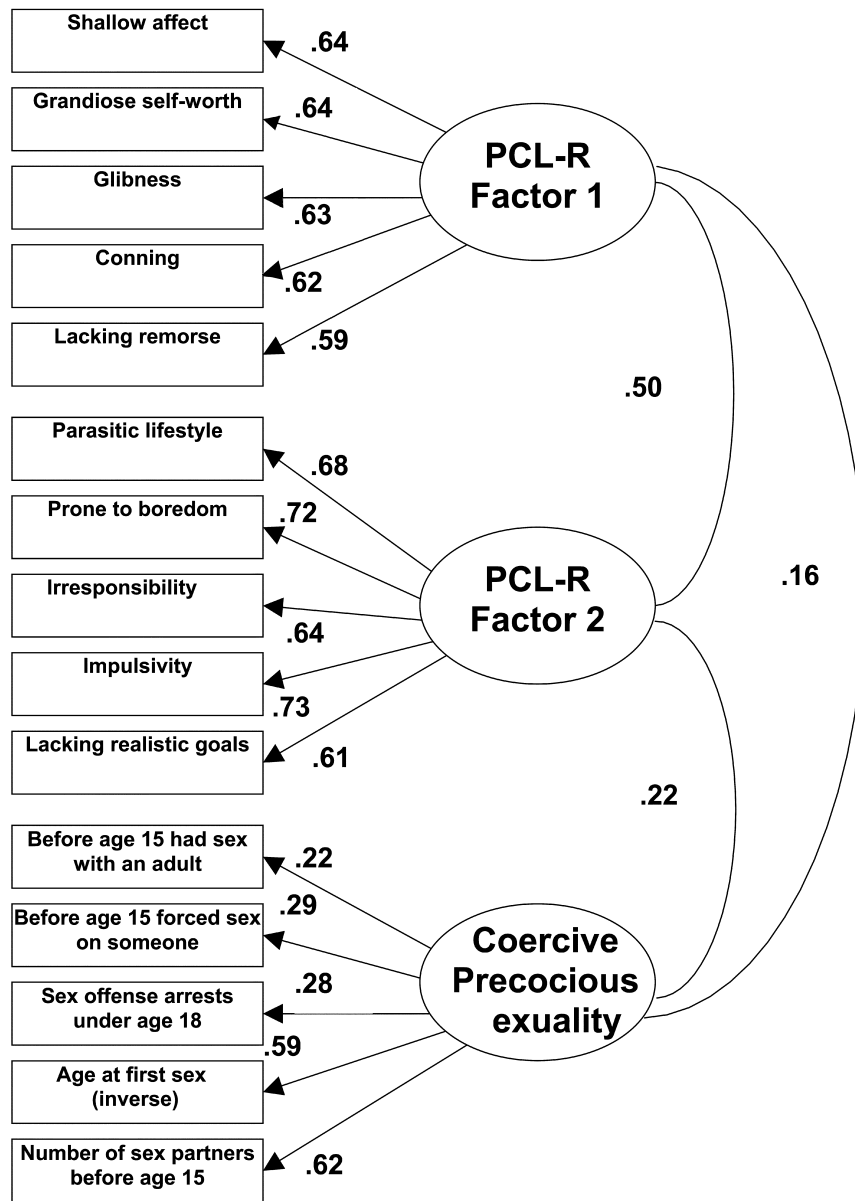 Shallow affect
.64
Grandiose self-worth
.64
Glibness
.63
Conning
.62
Lacking remorse
.59
PCL-R
Factor 1
.50
Parasitic lifestyle
.68
Prone to boredom
.72
Irresponsibility
.64
Impulsivity
.73
Lacking realistic goals
.61
PCL-R
Factor 2
.16
.22
Before age 15 had sex
with an adult
.22
Before age 15 forced sex
on someone
.29
Sex offense arrests
under age 18
.28
Age at first sex
(inverse)
.59
Number of sex partners
before age 15
.62
Coercive
Precocious
exuality